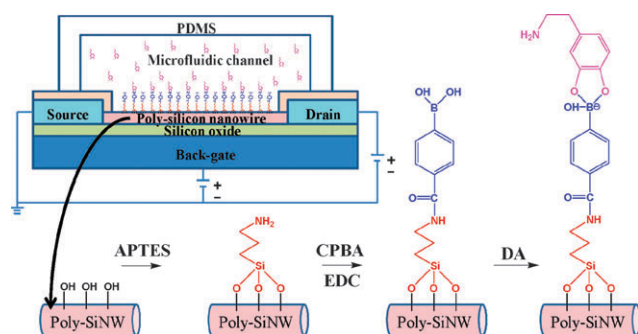 PDMS
Microfluidic channel
Source
Poly-silicon nanowire
Drain
Silicon oxide
Back-gate
+
−
+
−
OH
OH
B
O
C
NH
Si
O
O
O
Poly-SiNW
H₂N
O
O
OH
B
⊖
O
C
NH
Si
O
O
O
Poly-SiNW
NH₂
Si
O
O
O
Poly-SiNW
OH OH OH
Poly-SiNW
APTES
CPBA
EDC
DA